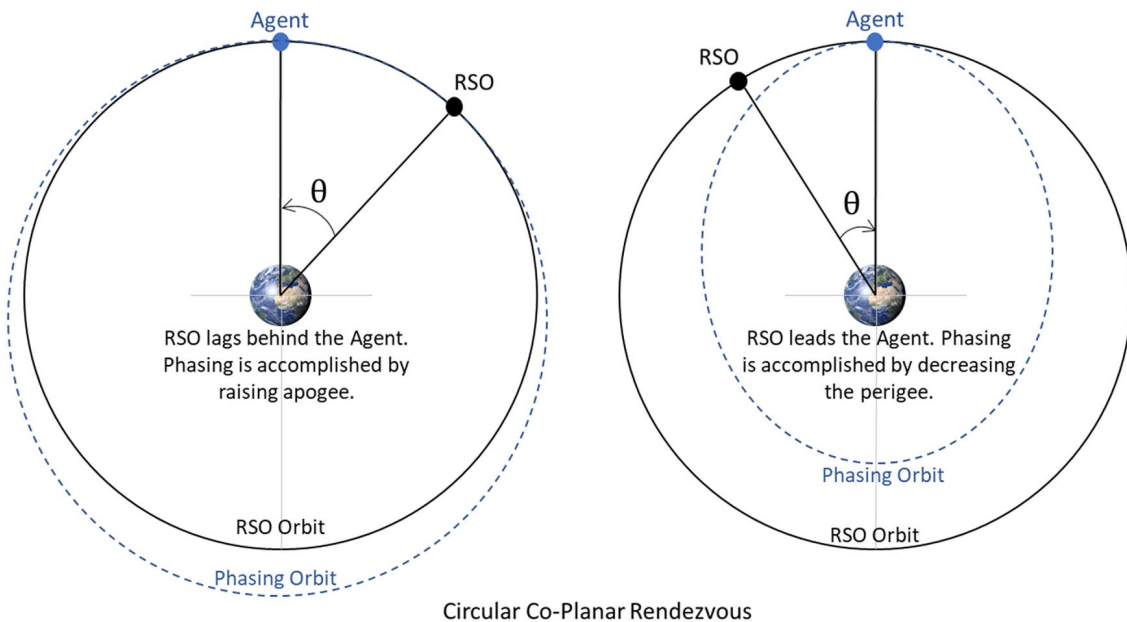 Agent
RSO
θ
RSO lags behind the Agent.
Phasing is accomplished by
raising apogee.
RSO Orbit
Phasing Orbit
Agent
RSO
θ
RSO leads the Agent. Phasing
is accomplished by decreasing
the perigee.
Phasing Orbit
RSO Orbit
Circular Co-Planar Rendezvous